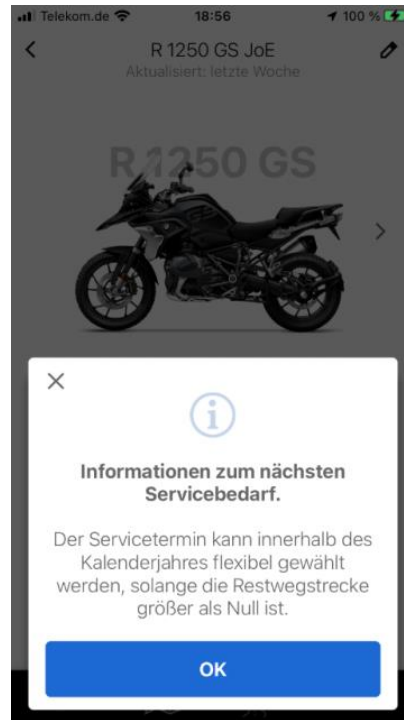 Telekom.de 18:56 100 %
R 1250 GS JoE
Aktualisiert: letzte Woche
R 1250 GS
Informationen zum nächsten
Servicebedarf.
Der Servicetermin kann innerhalb des
Kalenderjahres flexibel gewählt
werden, solange die Restwegstrecke
größer als Null ist.
OK